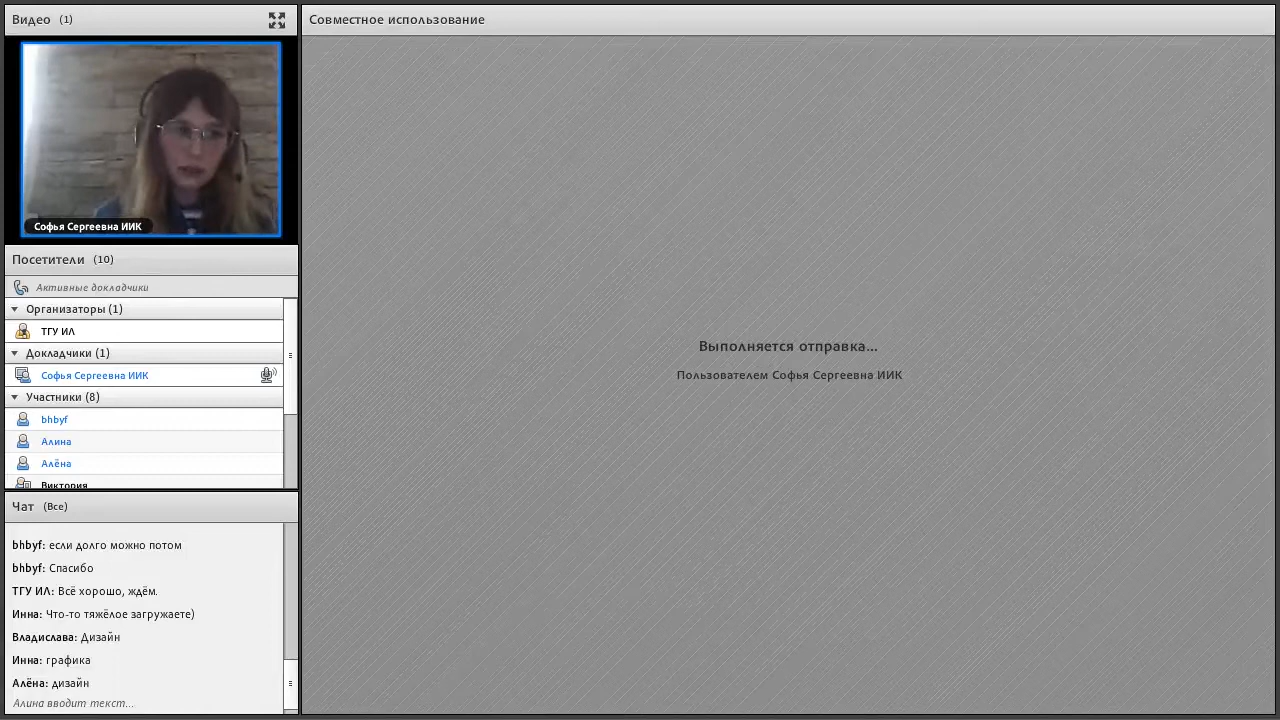 Видео (1)
Софья Сергеевна ИИК
Посетители (10)
Активные докладчики
Организаторы (1)
ТГУ ИЛ
Докладчики (1)
Софья Сергеевна ИИК
Участники (8)
bhbyf
Алина
Алёна
Виктория
Чат (Все)
bhbyf: если долго можно потом
bhbyf: Спасибо
ТГУ ИЛ: Всё хорошо, ждём.
Инна: Что-то тяжёлое загружаете)
Владислава: Дизайн
Инна: графика
Алёна: дизайн
Алина вводит текст...
Совместное использование
Выполняется отправка...
Пользователем Софья Сергеевна ИИК